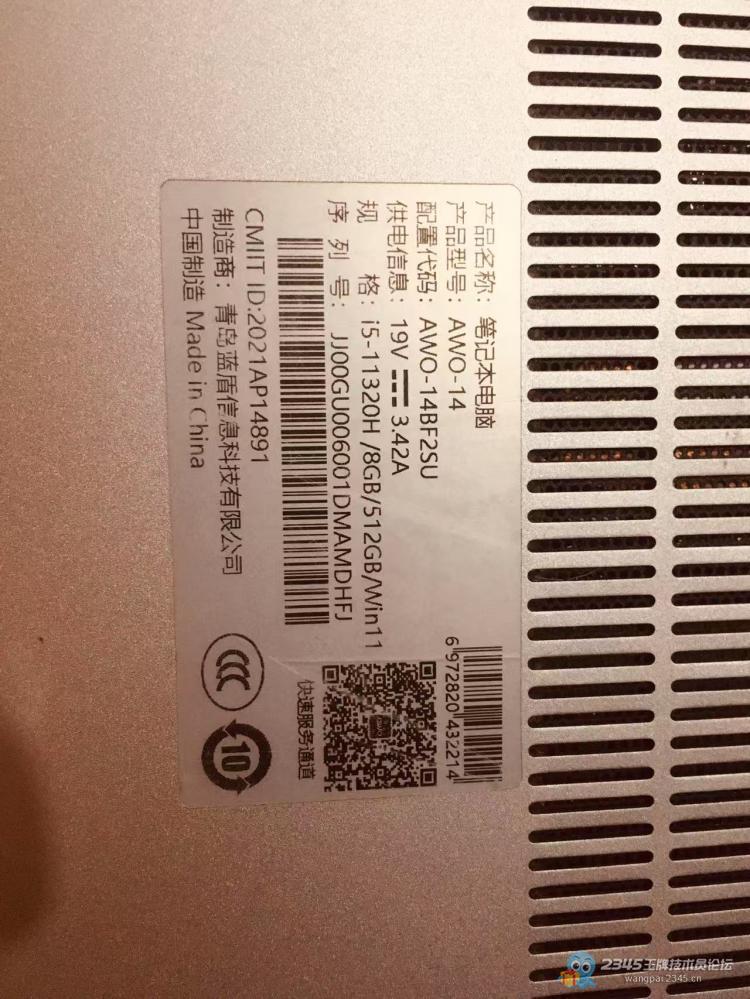 产品名称：笔记本电脑
产品型号：AWO-14
配置代码：AWO-14BF2SU
供电信息：19V 3.42A
规 格：i5-11320H /8GB/512GB/Win11
序 列 号： JJ00GU006001DMAMDHFJ
CMIIT ID:2021AP14891
制造商：青岛蓝盾信息科技有限公司
中国制造 Made in China
6 972820 432214
快速服务通道
10
2345王牌技术员论坛
wangpai.2345.cn